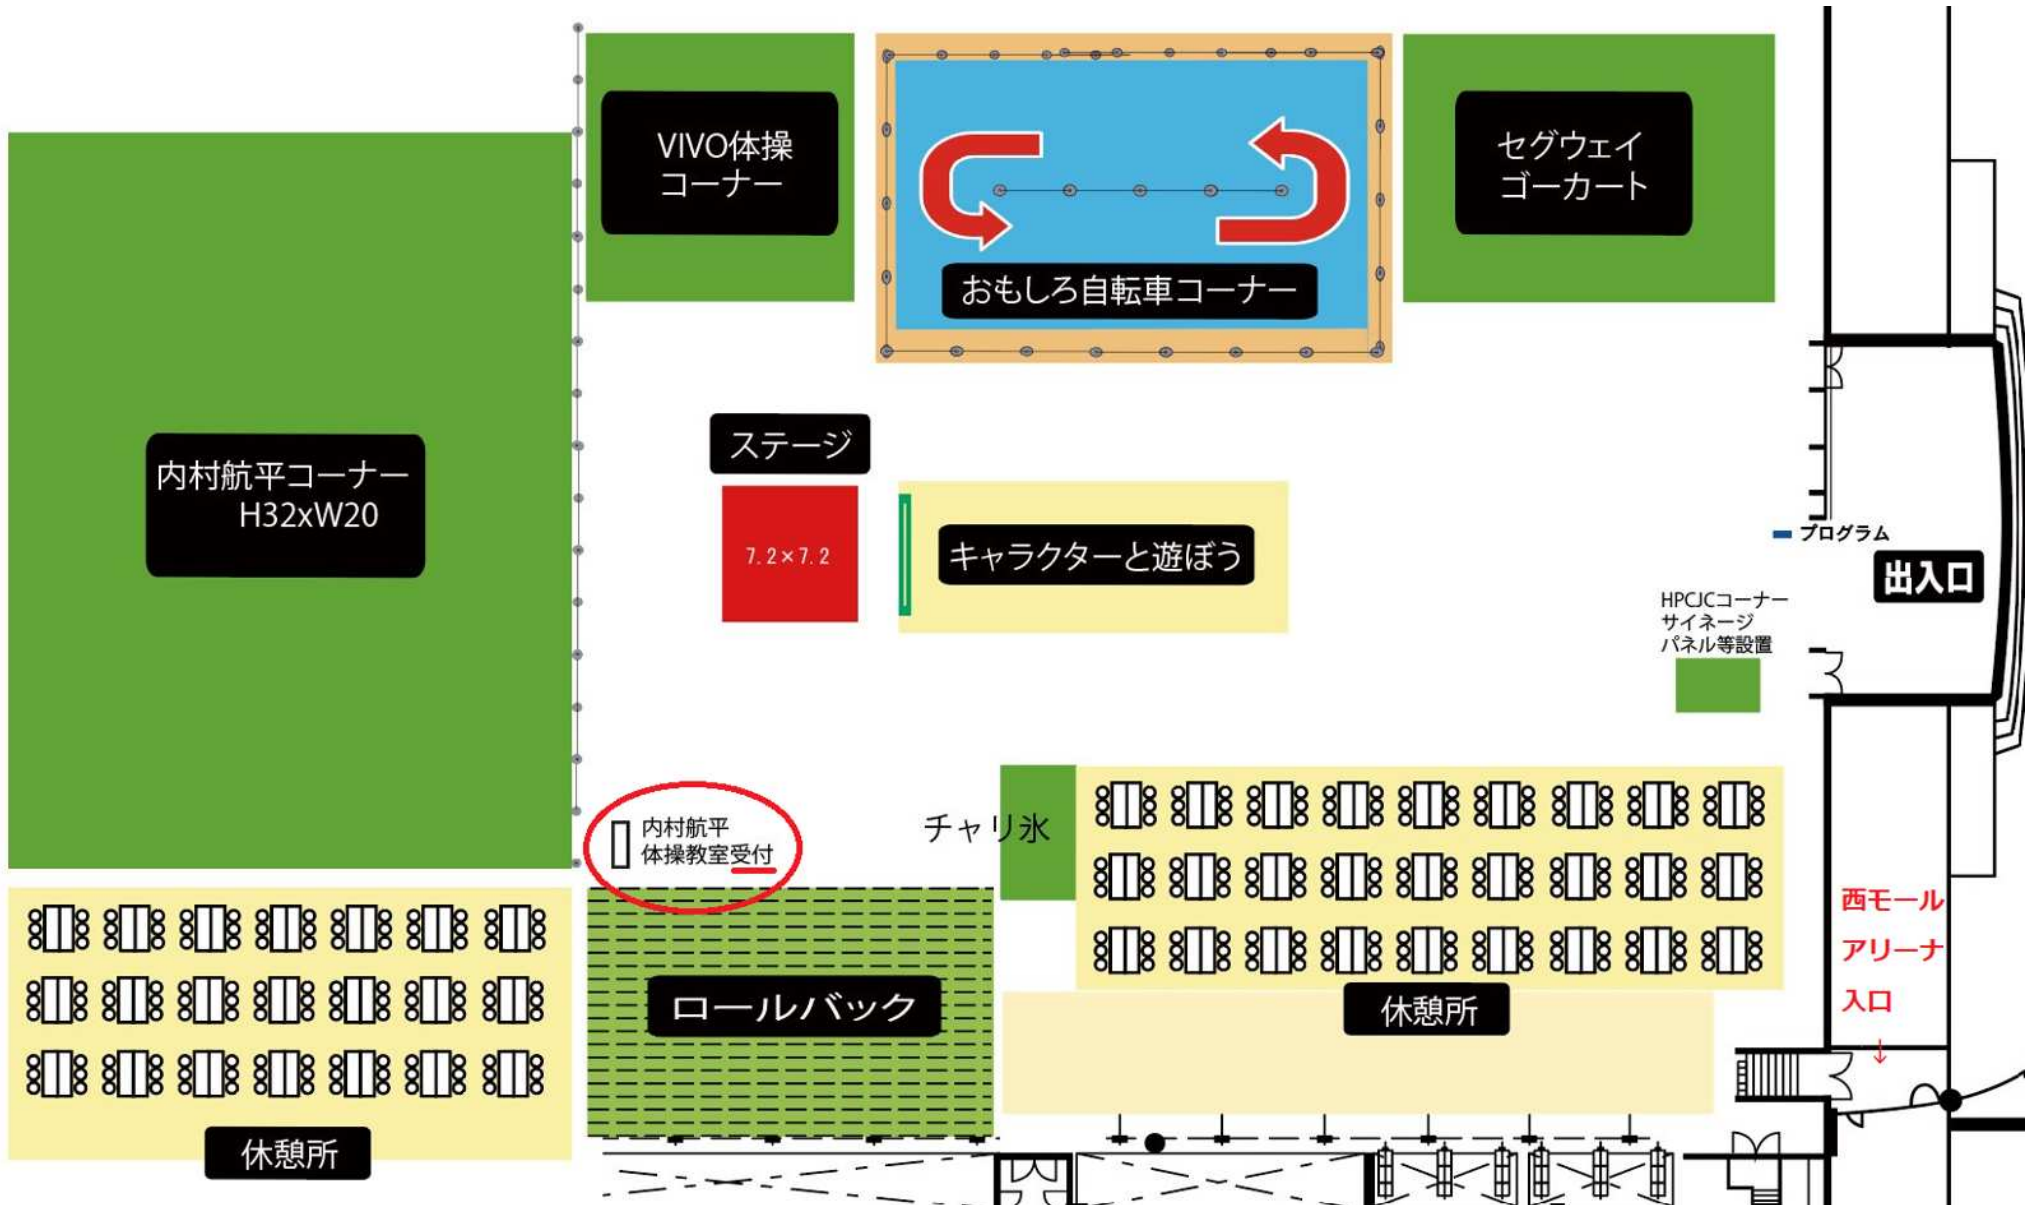 VIVO体操
コーナー
セグウェイ
ゴーカート
おもしろ自転車コーナー
内村航平コーナー
H32xW20
ステージ
7.2×7.2
キャラクターと遊ぼう
プログラム
出入口
HPCJCコーナー
サイネージ
パネル等設置
内村航平
体操教室受付
チャリ氷
西モール
アリーナ
入口
↓
ロールバック
休憩所
休憩所